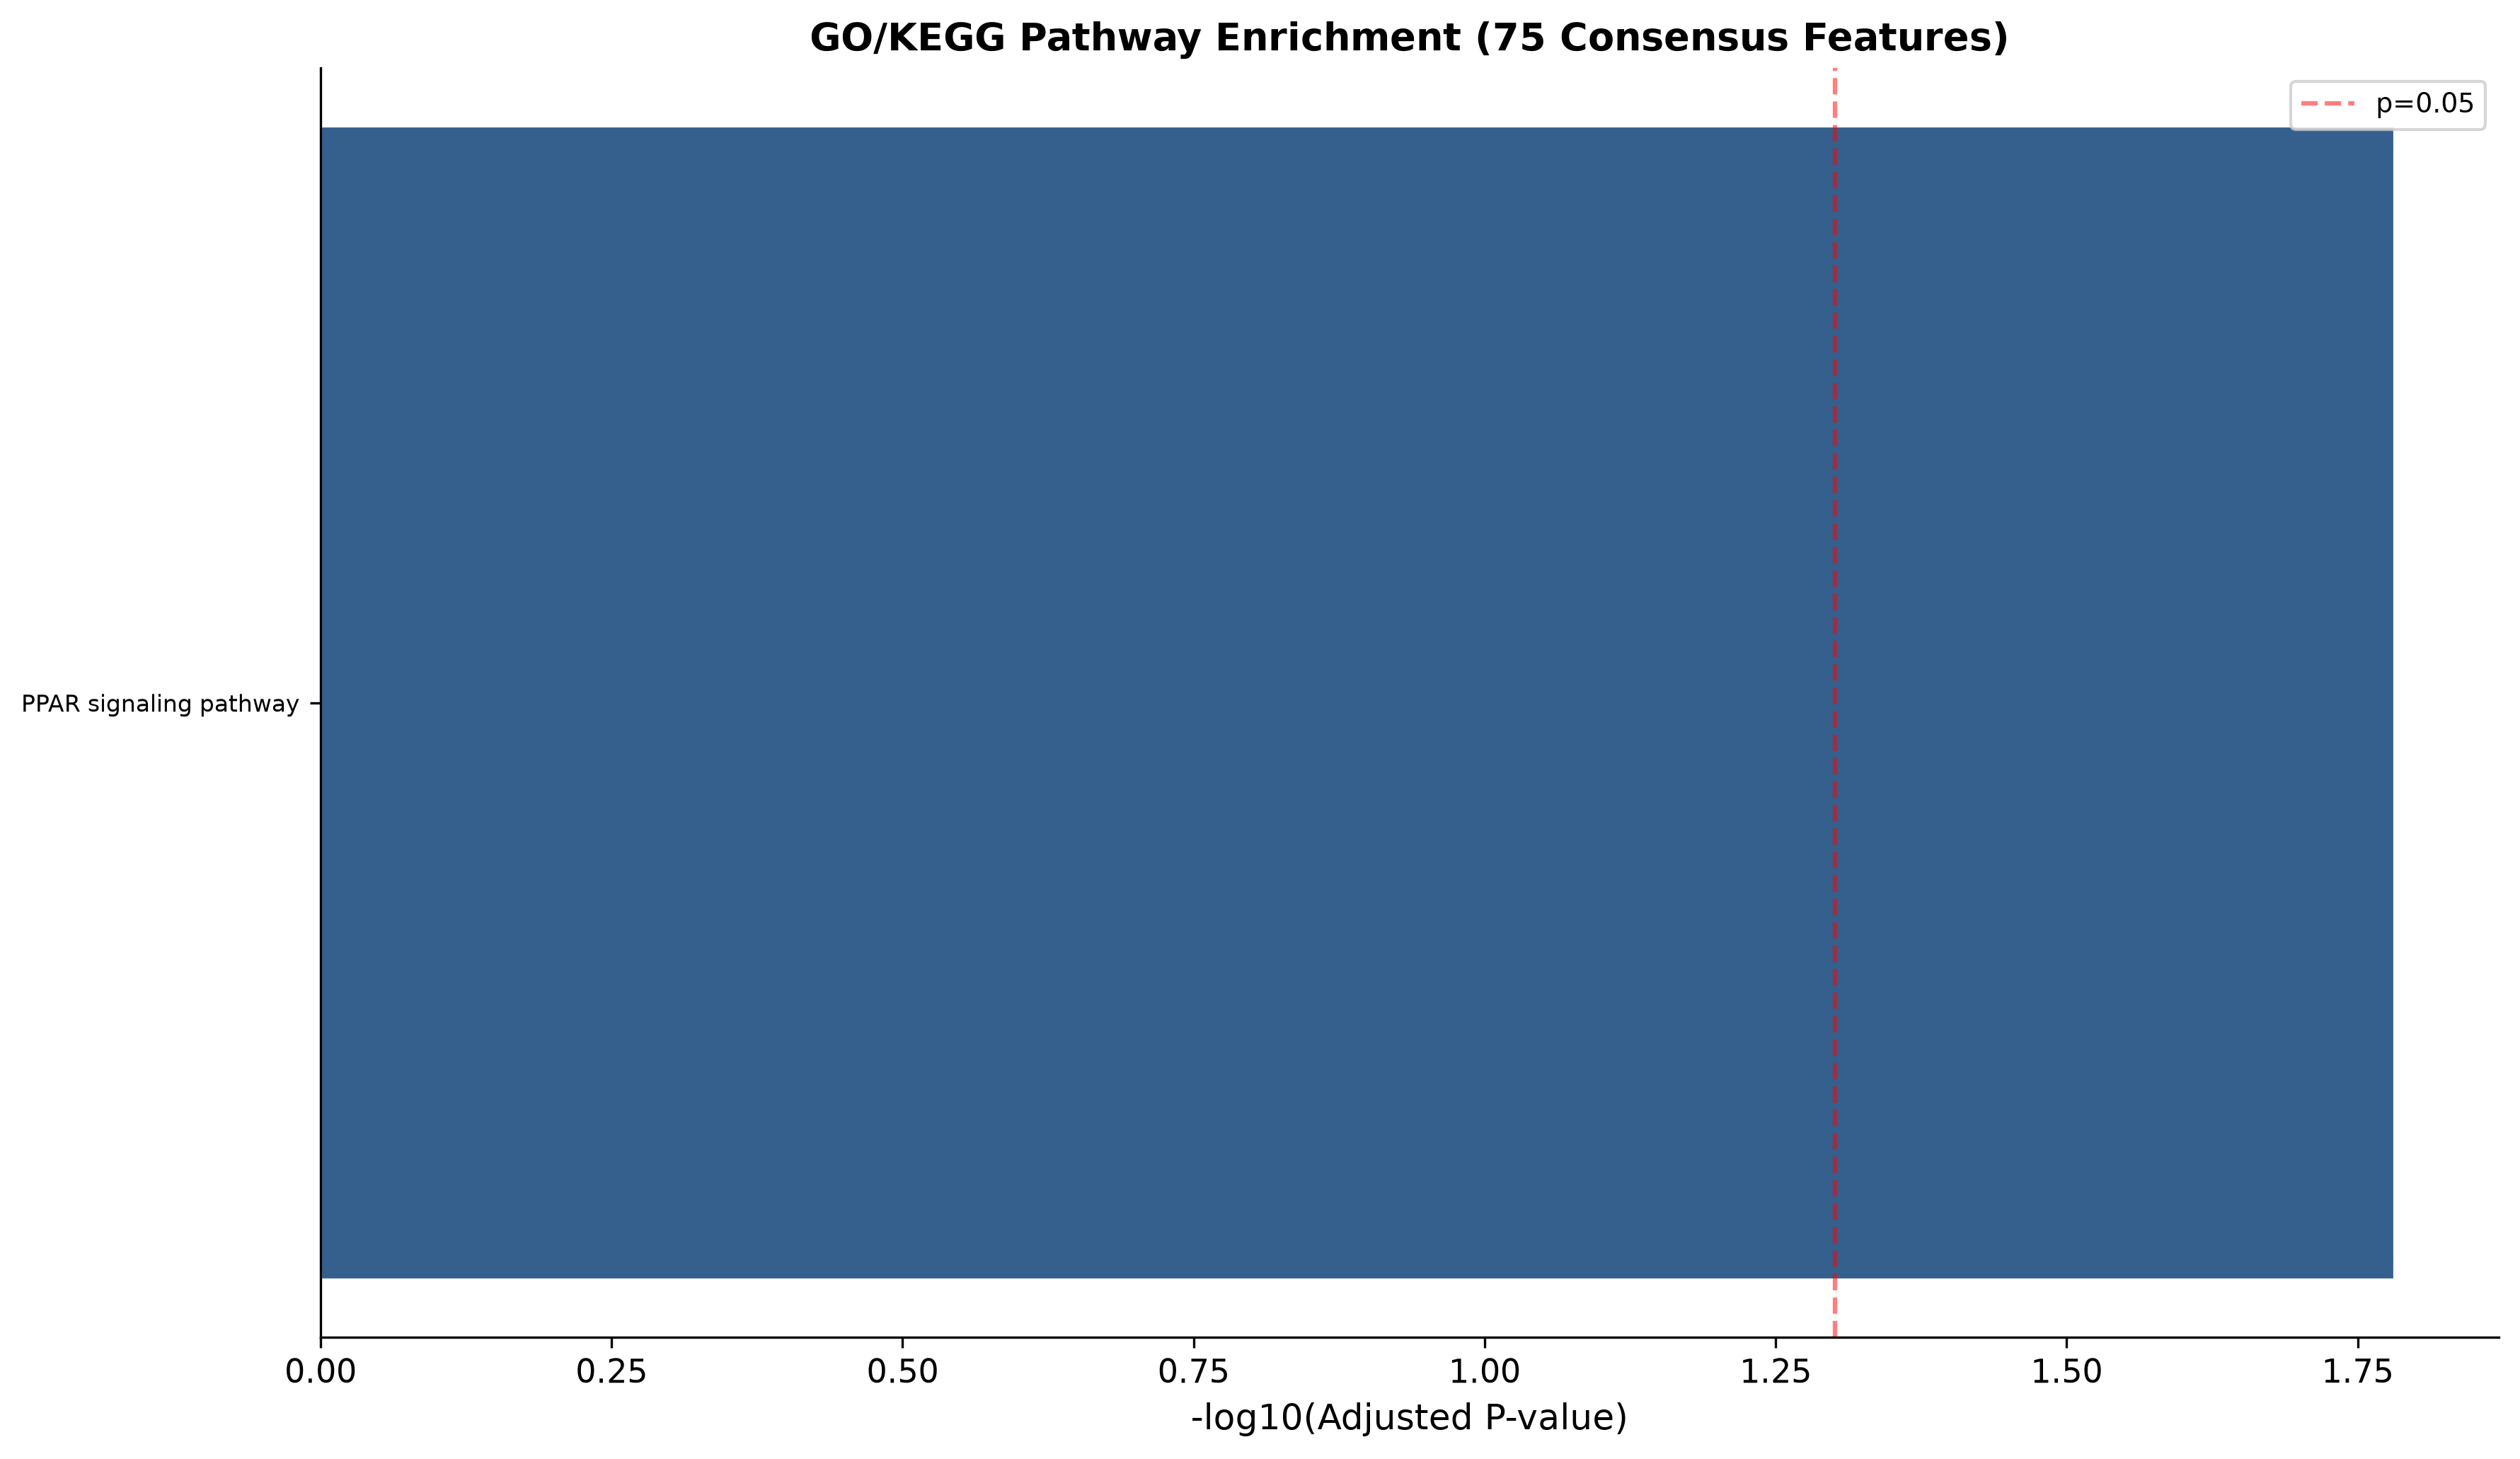 GO/KEGG Pathway Enrichment (75 Consensus Features)
p=0.05
PPAR signaling pathway
0.00 0.25 0.50 0.75 1.00 1.25 1.50 1.75
-log10(Adjusted P-value)